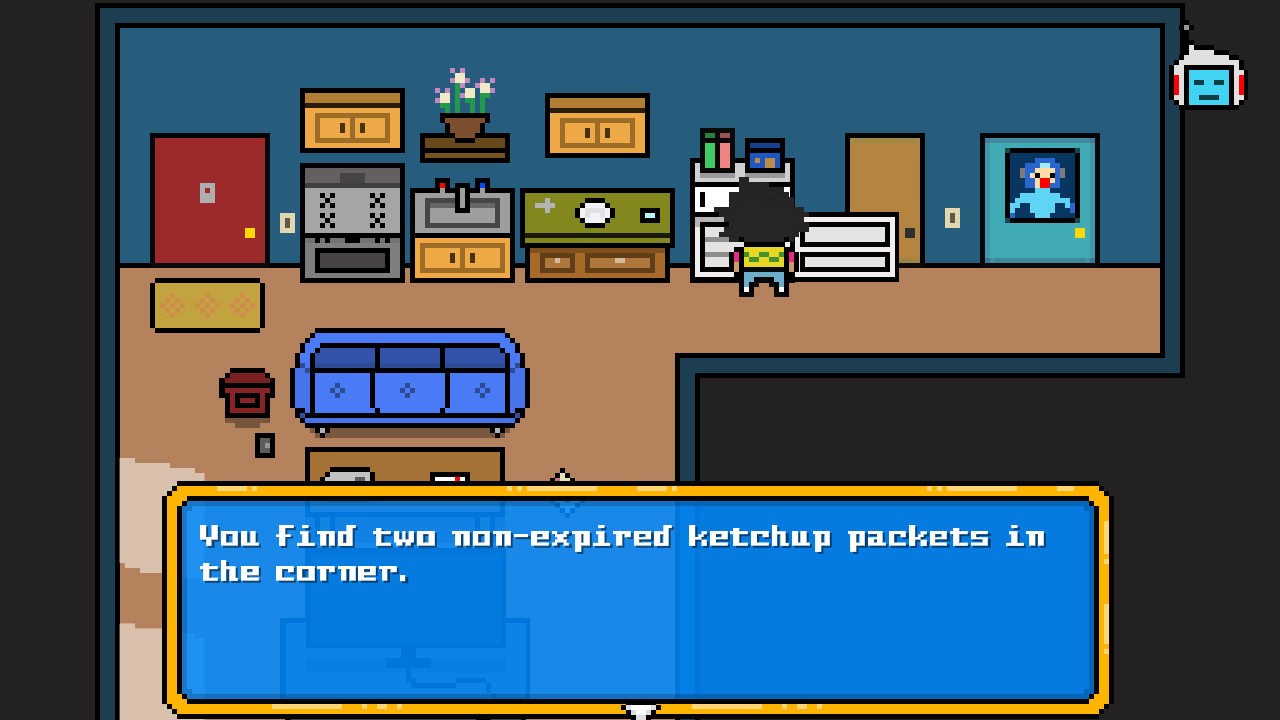 You find two non-expired ketchup packets in
the corner.